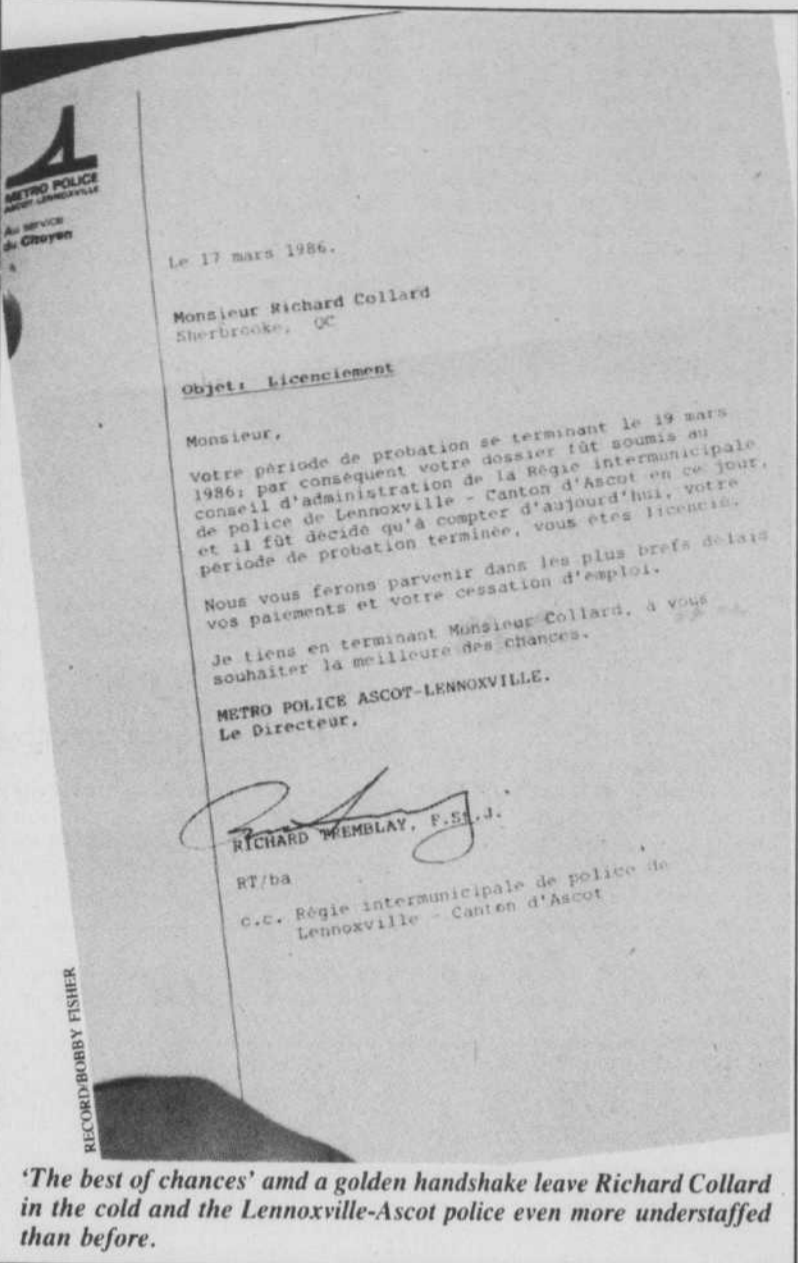 METRO POLICE
ASCOT-LENNOXVILLE
Au service
du Citoyen
Le 17 mars 1986.
Monsieur Richard Collard
Sherbrooke, QC
Objet: Licenciement
Monsieur,
Votre période de probation se terminant le 19 mars
1986; par conséquent votre dossier fût soumis au
conseil d'administration de la Régie intermunicipale
de police de Lennoxville - Canton d'Ascot en ce jour,
et il fût décidé qu'à compter d'aujourd'hui, votre
période de probation terminée, vous êtes licencié.
Nous vous ferons parvenir dans les plus brefs délais
vos paiements et votre cessation d'emploi.
Je tiens en terminant Monsieur Collard, à vous
souhaiter la meilleure des chances.
METRO POLICE ASCOT-LENNOXVILLE.
Le Directeur,
RICHARD TREMBLAY, F.St.J.
RT/ba
c.c. Régie intermunicipale de police de
Lennoxville - Canton d'Ascot
RECORD/BOBBY FISHER
‘The best of chances’ amd a golden handshake leave Richard Collard
in the cold and the Lennoxville-Ascot police even more understaffed
than before.